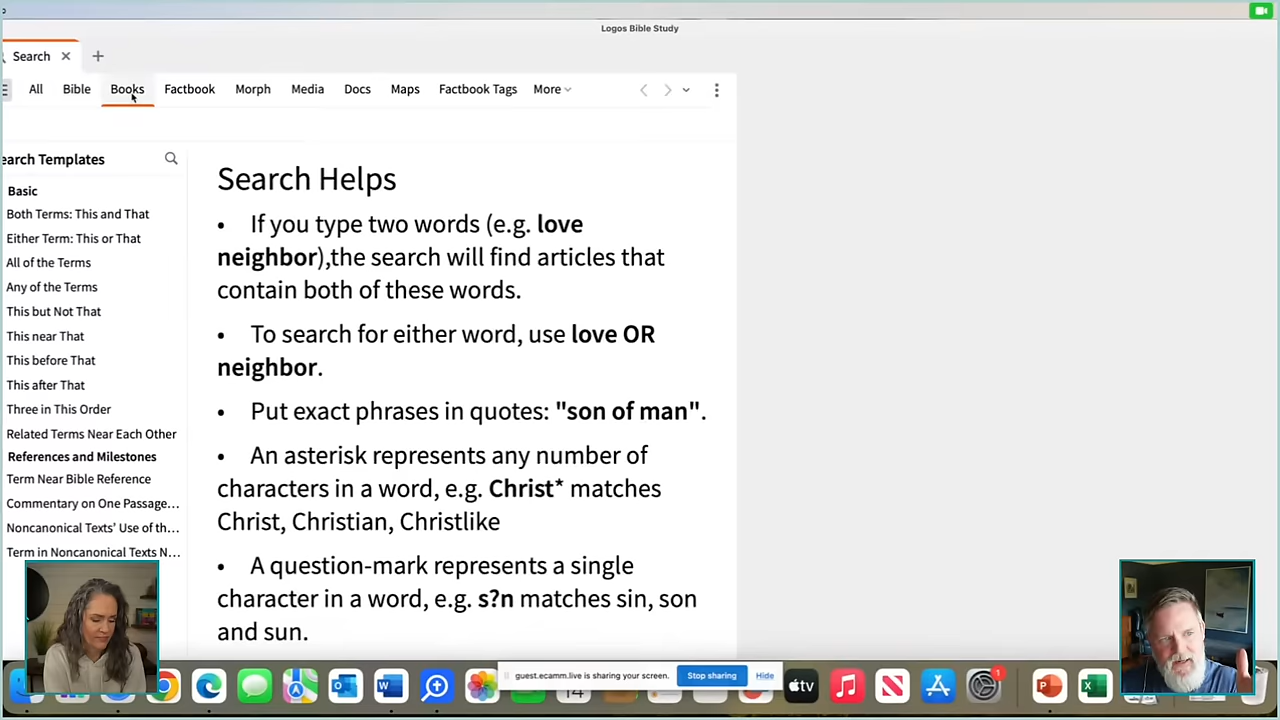 Logos Bible Study
Search
All Bible Books Factbook Morph Media Docs Maps Factbook Tags More
earch Templates
Basic
Both Terms: This and That
Either Term: This or That
All of the Terms
Any of the Terms
This but Not That
This near That
This before That
This after That
Three in This Order
Related Terms Near Each Other
References and Milestones
Term Near Bible Reference
Commentary on One Passage...
Noncanonical Texts' Use of th...
Term in Noncanonical Texts N...
Search Helps
• If you type two words (e.g. love
neighbor),the search will find articles that
contain both of these words.
• To search for either word, use love OR
neighbor.
• Put exact phrases in quotes: "son of man".
• An asterisk represents any number of
characters in a word, e.g. Christ* matches
Christ, Christian, Christlike
• A question-mark represents a single
character in a word, e.g. s?n matches sin, son
and sun.
guest.ecamm.live is sharing your screen. Stop sharing Hide
14
tv
1